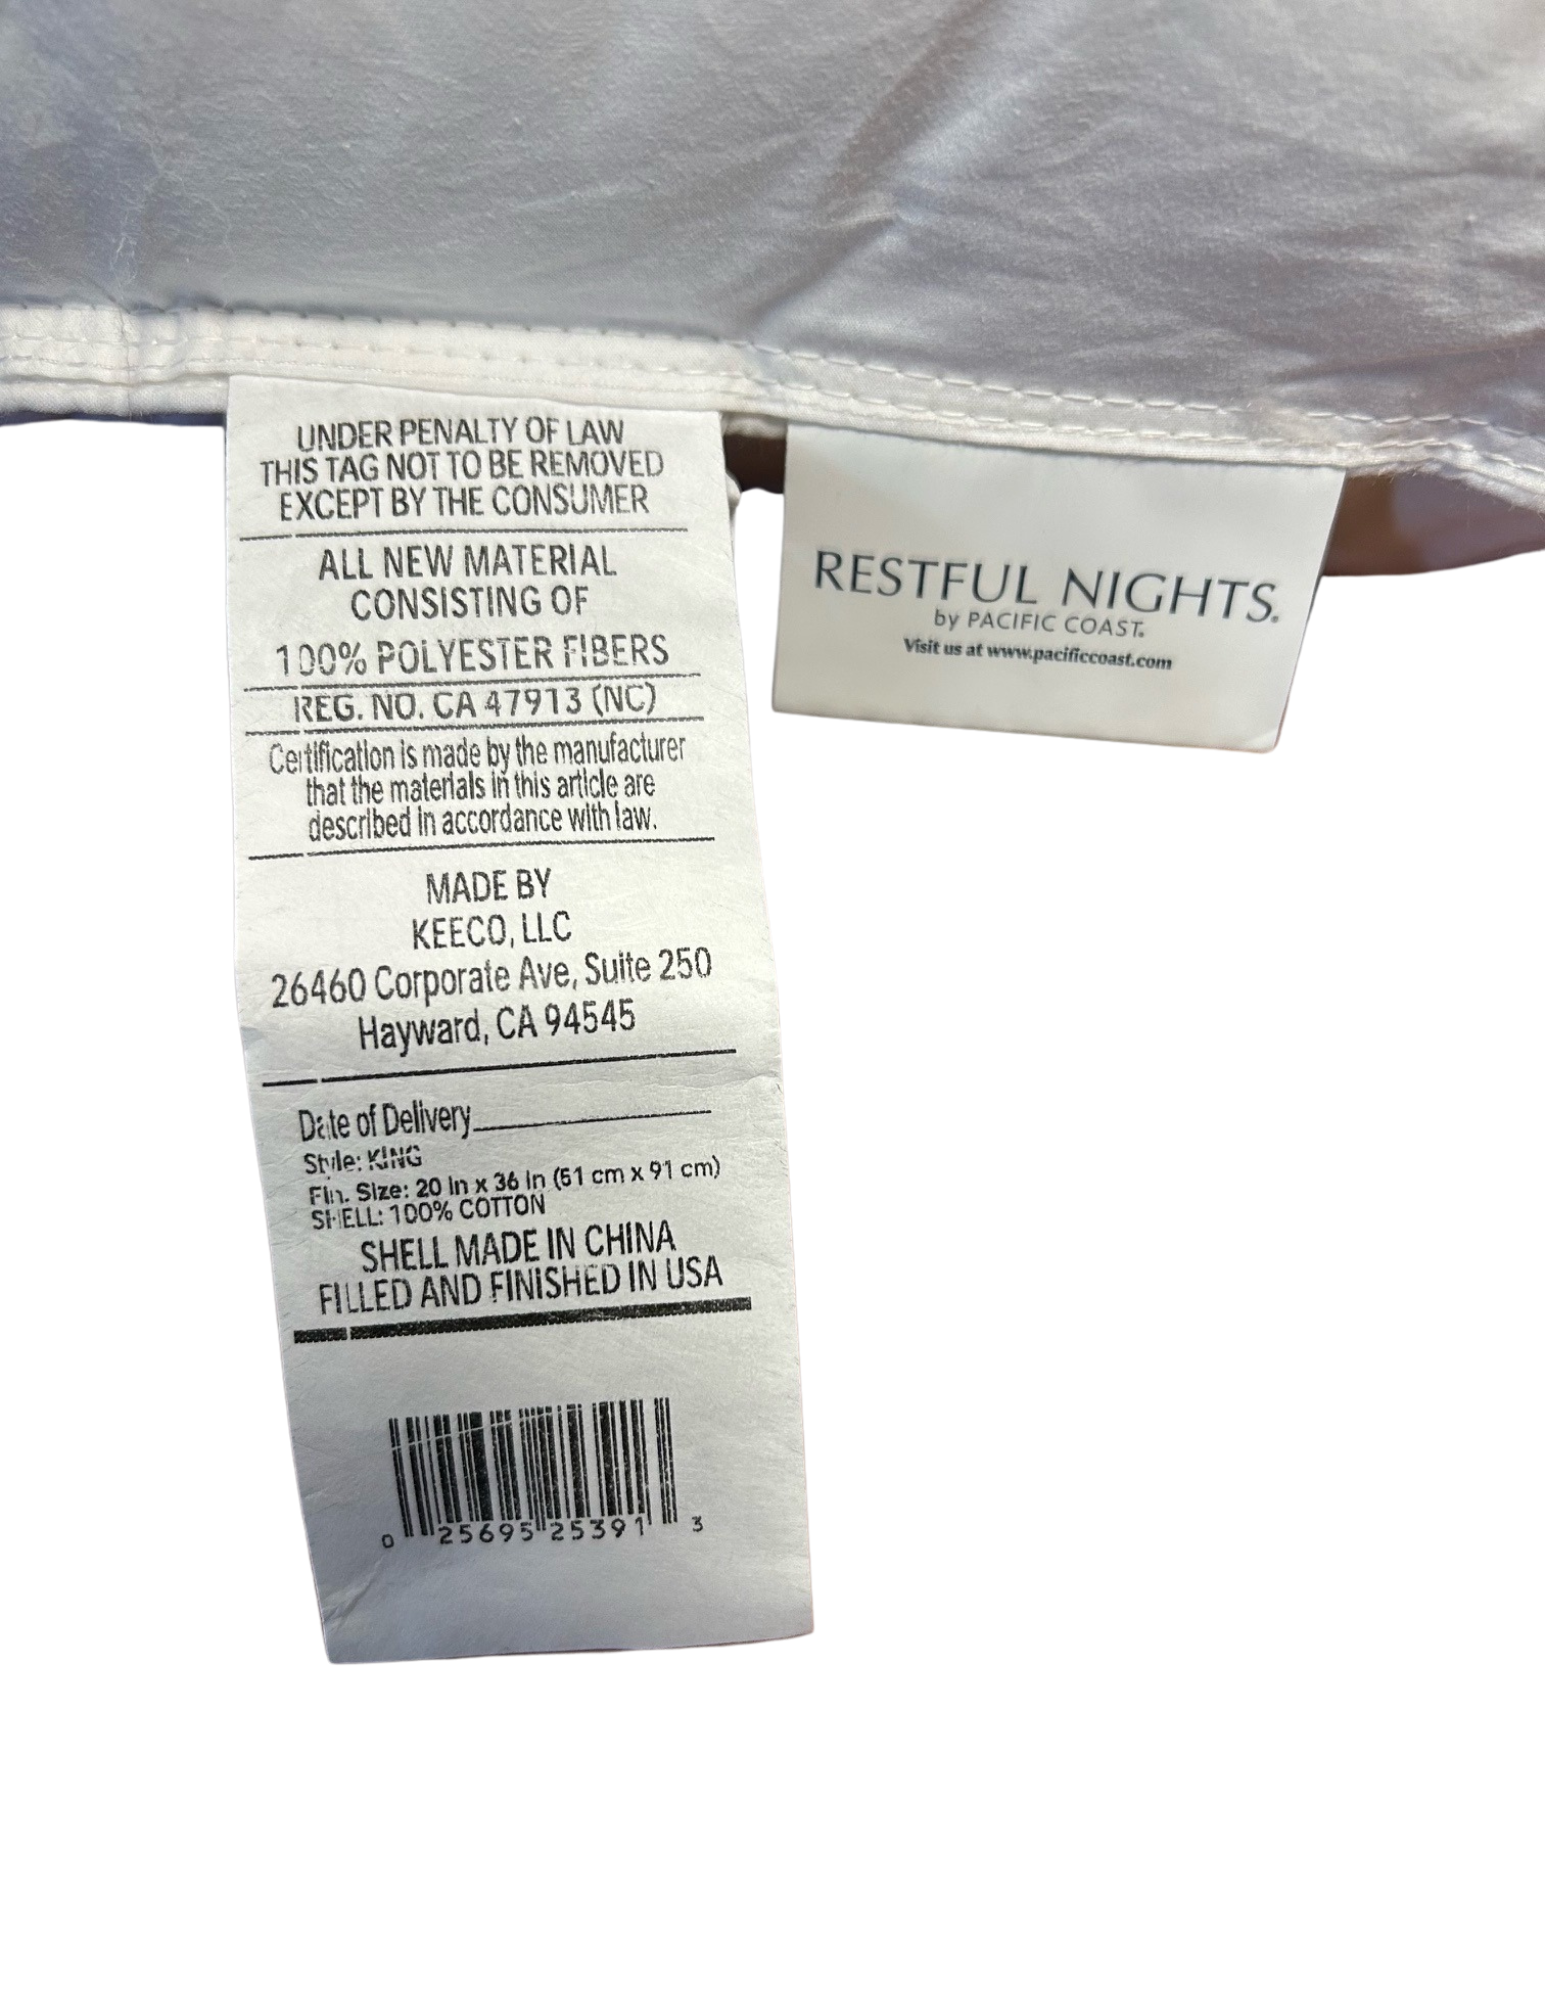 UNDER PENALTY OF LAW
THIS TAG NOT TO BE REMOVED
EXCEPT BY THE CONSUMER
ALL NEW MATERIAL
CONSISTING OF
100% POLYESTER FIBERS
REG. NO. CA 47913 (NC)
Certification is made by the manufacturer
that the materials in this article are
described in accordance with law.
MADE BY
KEECO, LLC
26460 Corporate Ave, Suite 250
Hayward, CA 94545
Date of Delivery
Style: KING
Fin. Size: 20 in x 36 in (51 cm x 91 cm)
SHELL: 100% COTTON
SHELL MADE IN CHINA
FILLED AND FINISHED IN USA
0 25695 25391 3
RESTFUL NIGHTS®
by PACIFIC COAST®
Visit us at www.pacificcoast.com